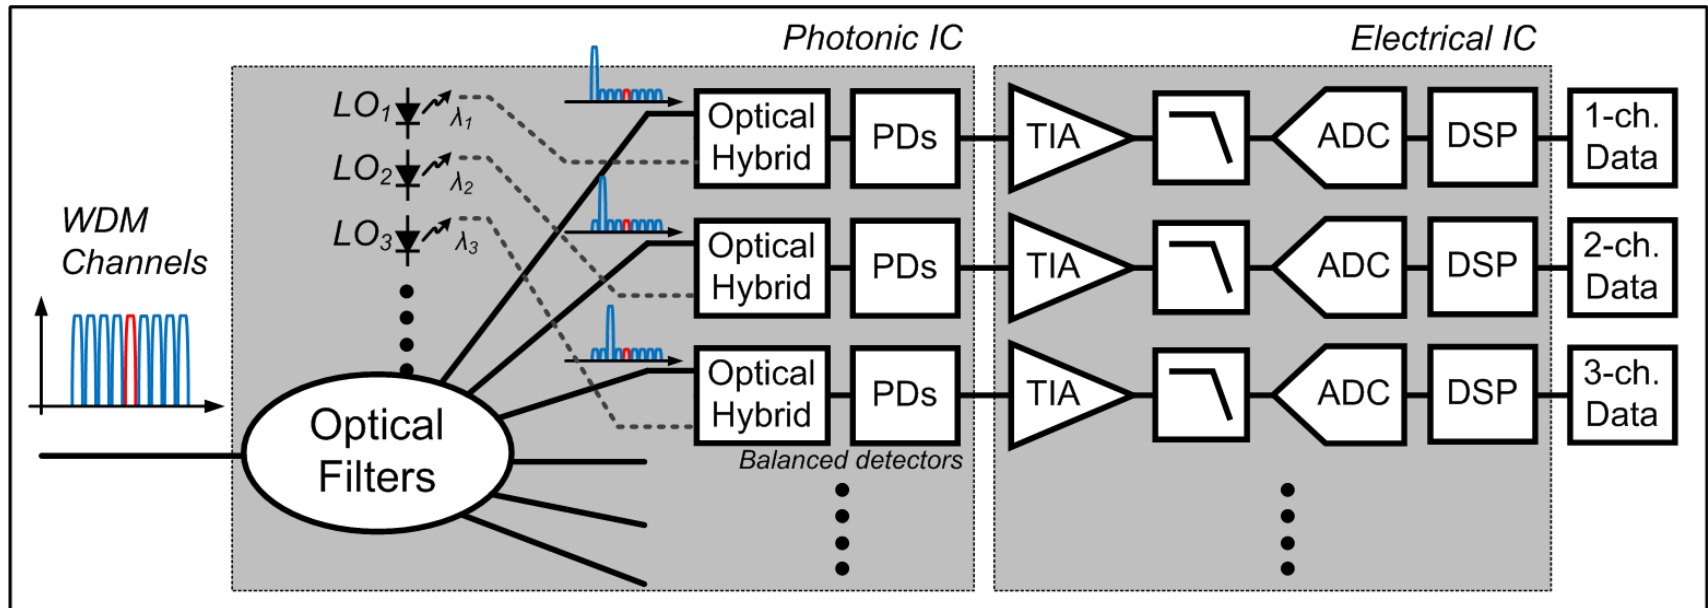 Photonic IC
Electrical IC
LO1
λ1
LO2
λ2
LO3
λ3
WDM
Channels
Optical
Filters
Optical
Hybrid
PDs
TIA
ADC
DSP
1-ch.
Data
Optical
Hybrid
PDs
TIA
ADC
DSP
2-ch.
Data
Optical
Hybrid
PDs
TIA
ADC
DSP
3-ch.
Data
Balanced detectors